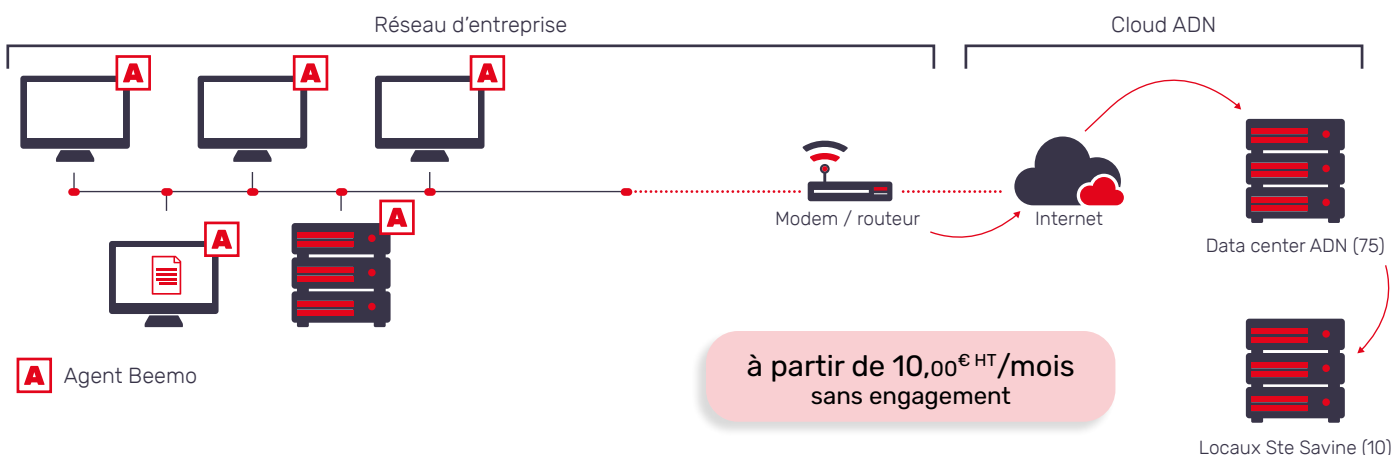 Réseau d'entreprise
Cloud ADN
A
A
A
Modem / routeur
Internet
Data center ADN (75)
A
A
A Agent Beemo
à partir de 10,00€ HT/mois
sans engagement
Locaux Ste Savine (10)